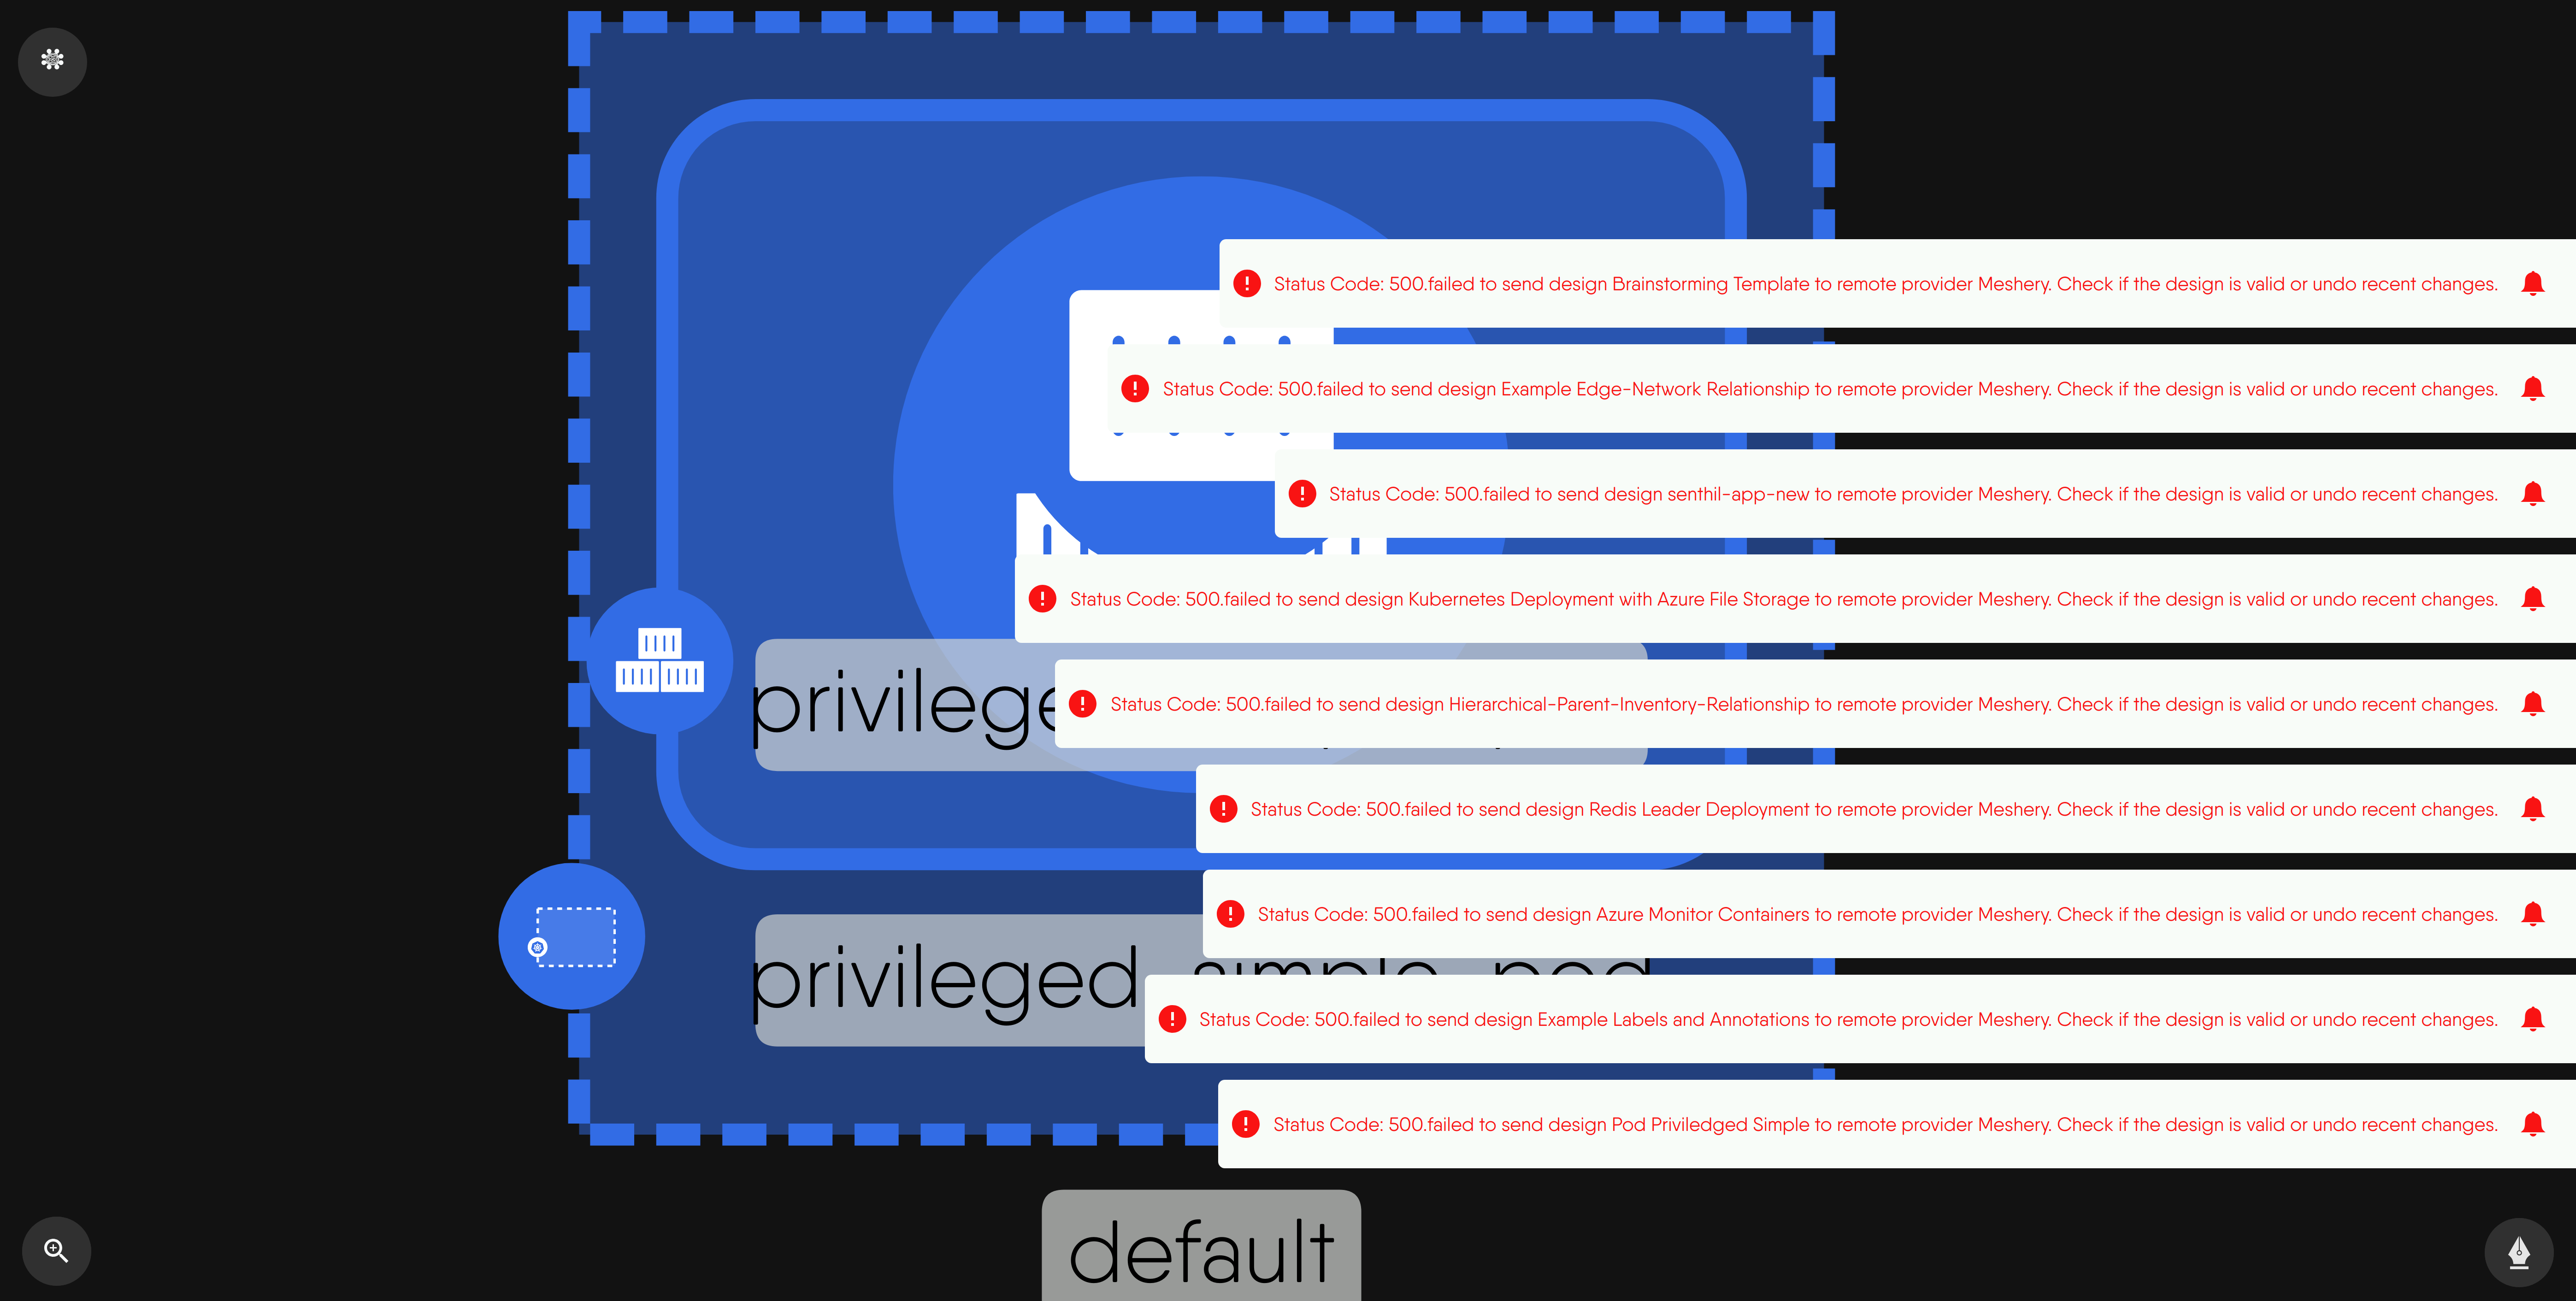 Status Code: 500.failed to send design Brainstorming Template to remote provider Meshery. Check if the design is valid or undo recent changes.
Status Code: 500.failed to send design Example Edge-Network Relationship to remote provider Meshery. Check if the design is valid or undo recent changes.
Status Code: 500.failed to send design senthil-app-new to remote provider Meshery. Check if the design is valid or undo recent changes.
Status Code: 500.failed to send design Kubernetes Deployment with Azure File Storage to remote provider Meshery. Check if the design is valid or undo recent changes.
Status Code: 500.failed to send design Hierarchical-Parent-Inventory-Relationship to remote provider Meshery. Check if the design is valid or undo recent changes.
Status Code: 500.failed to send design Redis Leader Deployment to remote provider Meshery. Check if the design is valid or undo recent changes.
Status Code: 500.failed to send design Azure Monitor Containers to remote provider Meshery. Check if the design is valid or undo recent changes.
privileged
Status Code: 500.failed to send design Example Labels and Annotations to remote provider Meshery. Check if the design is valid or undo recent changes.
Status Code: 500.failed to send design Pod Priviledged Simple to remote provider Meshery. Check if the design is valid or undo recent changes.
default